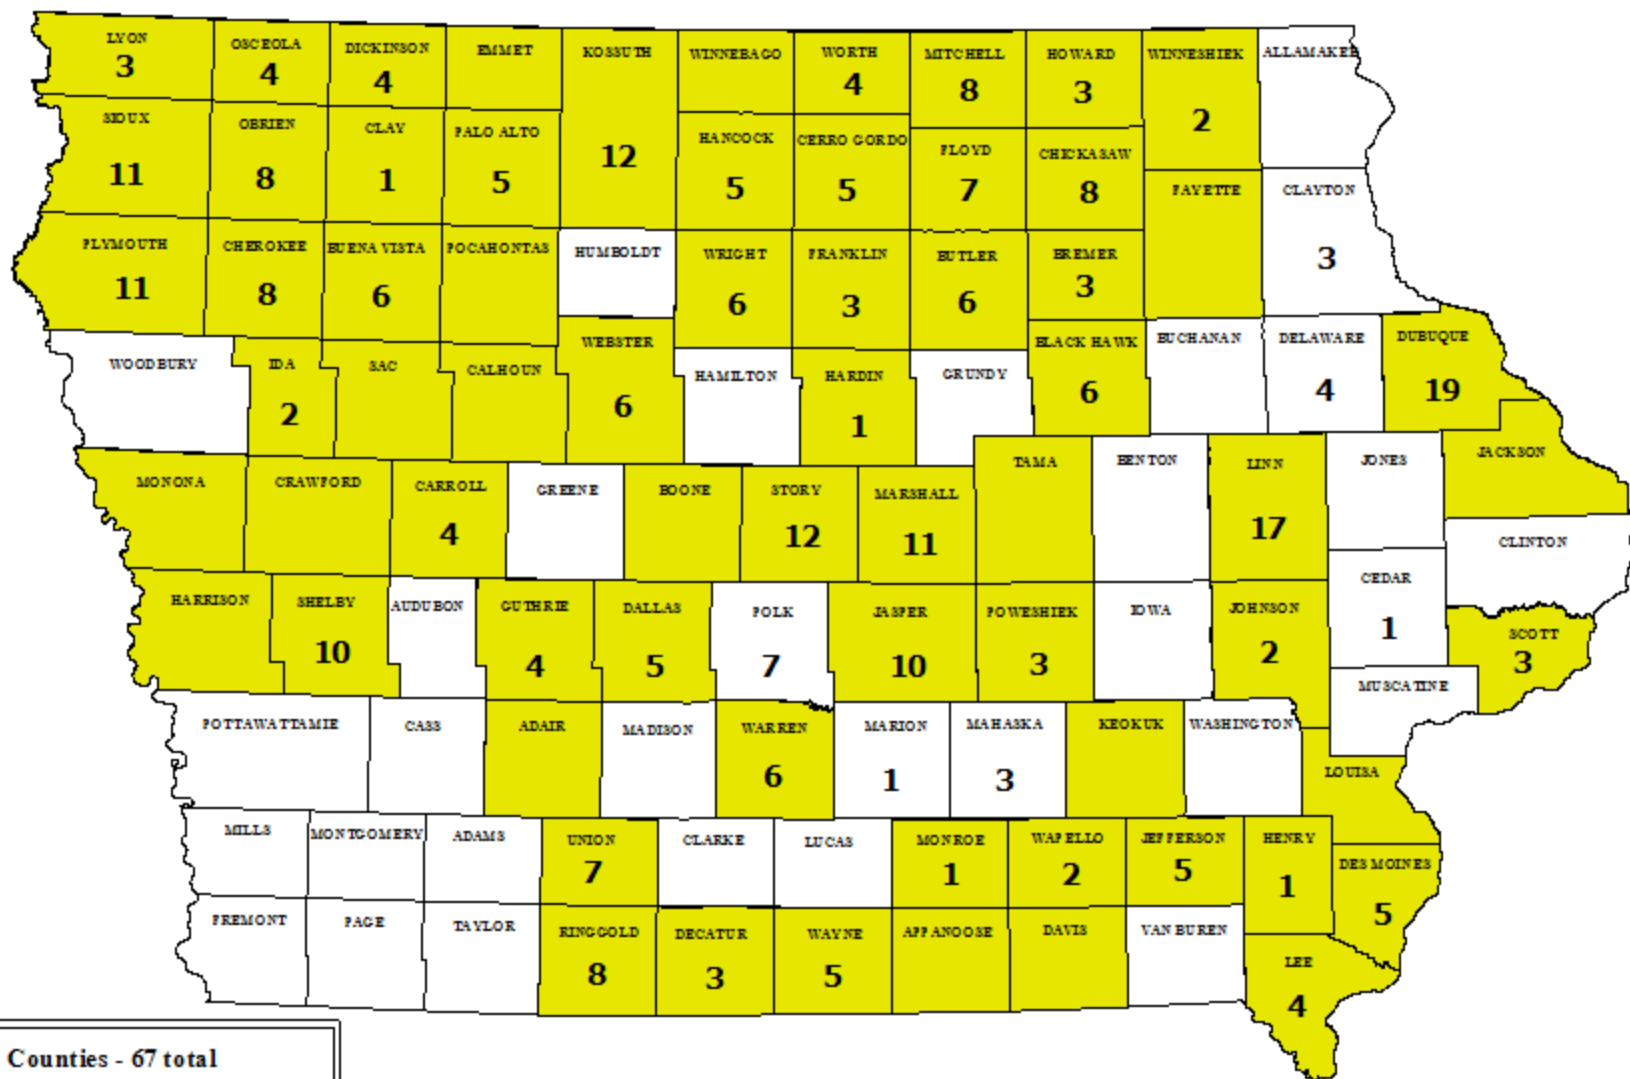 LYON
3
OSCEOLA
4
DICKINSON
4
EMMET
KOSSUTH
12
WINNEBAGO
WORTH
4
MITCHELL
8
HOWARD
3
WINNESHIEK
2
ALLAMAKEE
SIOUX
11
OBRIEN
8
CLAY
1
PALO ALTO
5
HANCOCK
5
CERRO GORDO
5
FLOYD
7
CHICKASAW
8
FAYETTE
CLAYTON
3
PLYMOUTH
11
CHEROKEE
8
BUENA VISTA
6
POCAHONTAS
HUMBOLDT
WRIGHT
6
FRANKLIN
3
BUTLER
6
BREMER
3
WOODBURY
IDA
2
SAC
CALHOUN
WEBSTER
6
HAMILTON
HARDIN
1
GRUNDY
BLACK HAWK
6
BUCHANAN
DELAWARE
4
DUBUQUE
19
MONONA
CRAWFORD
CARROLL
4
GREENE
BOONE
STORY
12
MARSHALL
11
TAMA
BENTON
LINN
17
JONES
JACKSON
CLINTON
HARRISON
SHELBY
10
AUDUBON
GUTHRIE
4
DALLAS
5
POLK
7
JASPER
10
POWESHIEK
3
IOWA
JOHNSON
2
CEDAR
1
SCOTT
3
MUSCATINE
POTTAWATTAMIE
CASS
ADAIR
MADISON
WARREN
6
MARION
1
MAHASKA
3
KEOKUK
WASHINGTON
LOUISA
MILLS
MONTGOMERY
ADAMS
UNION
7
CLARKE
LUCAS
MONROE
1
WAPELLO
2
JEFFERSON
5
HENRY
1
DES MOINES
5
FREMONT
PAGE
TAYLOR
RINGGOLD
8
DECATUR
3
WAYNE
5
APPANOOSE
DAVIS
VAN BUREN
LEE
4
Counties - 67 total